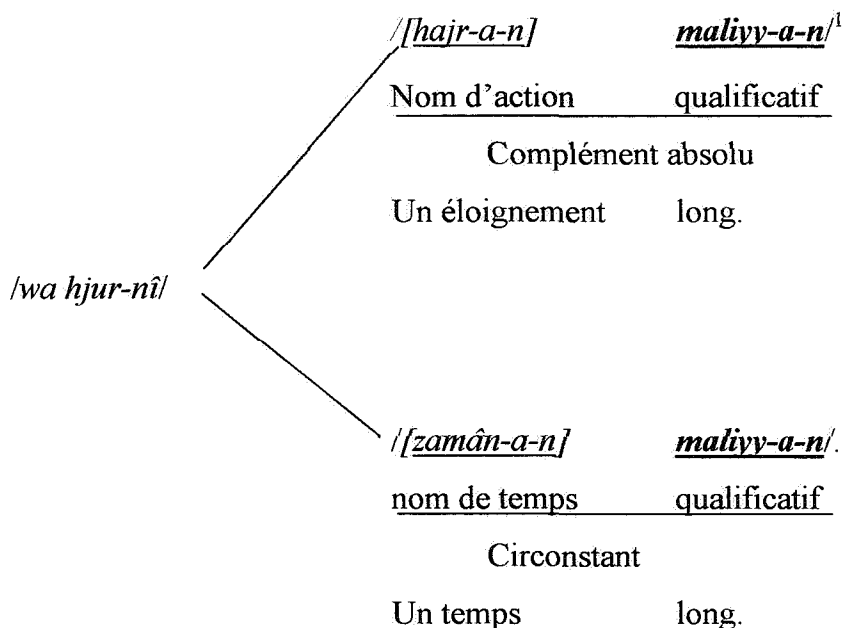 /[hajr-a-n] maliyy-a-n/¹
Nom d'action qualificatif
Complément absolu
Un éloignement long.
/wa hjur-nî/
/[zamân-a-n] maliyy-a-n/.
nom de temps qualificatif
Circonstant
Un temps long.